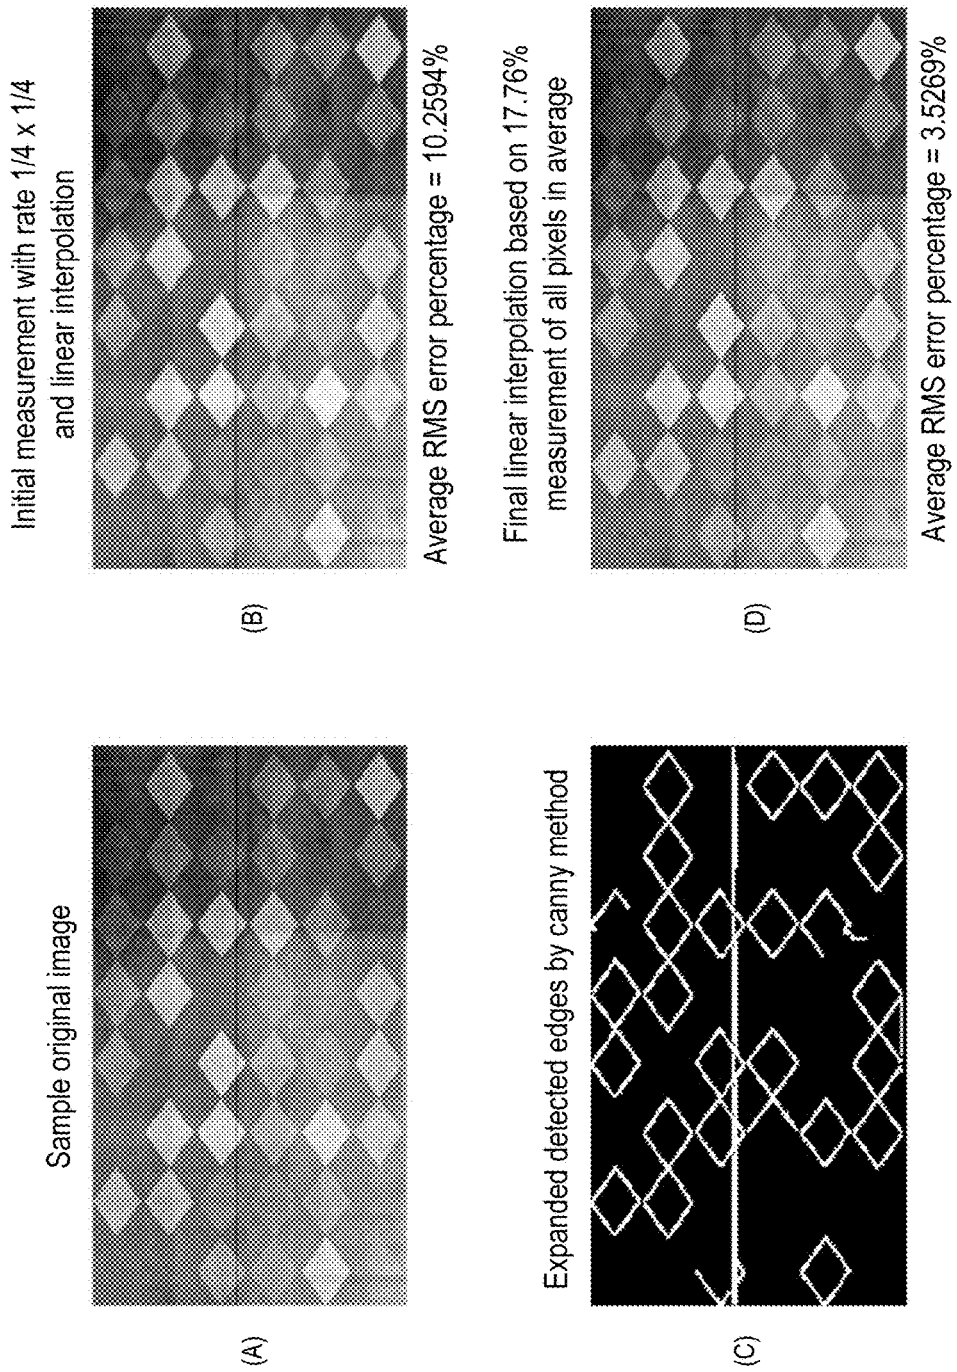 Sample original image
(A)
Initial measurement with rate 1/4 x 1/4
and linear interpolation
(B)
Average RMS error percentage = 10.2594%
Expanded detected edges by canny method
(C)
Final linear interpolation based on 17.76%
measurement of all pixels in average
(D)
Average RMS error percentage = 3.5269%